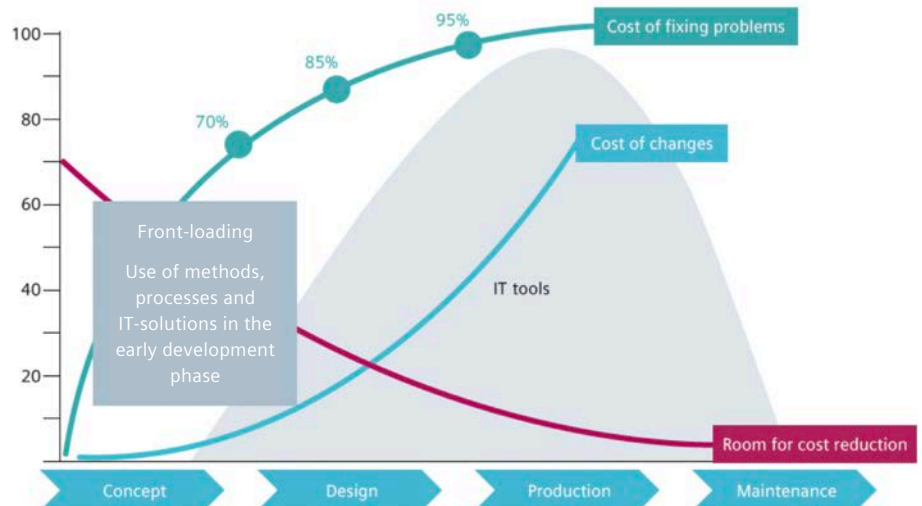 100
80
60
40
20
70%
85%
95%
Cost of fixing problems
Cost of changes
Front-loading
Use of methods,
processes and
IT-solutions in the
early development
phase
IT tools
Room for cost reduction
Concept
Design
Production
Maintenance